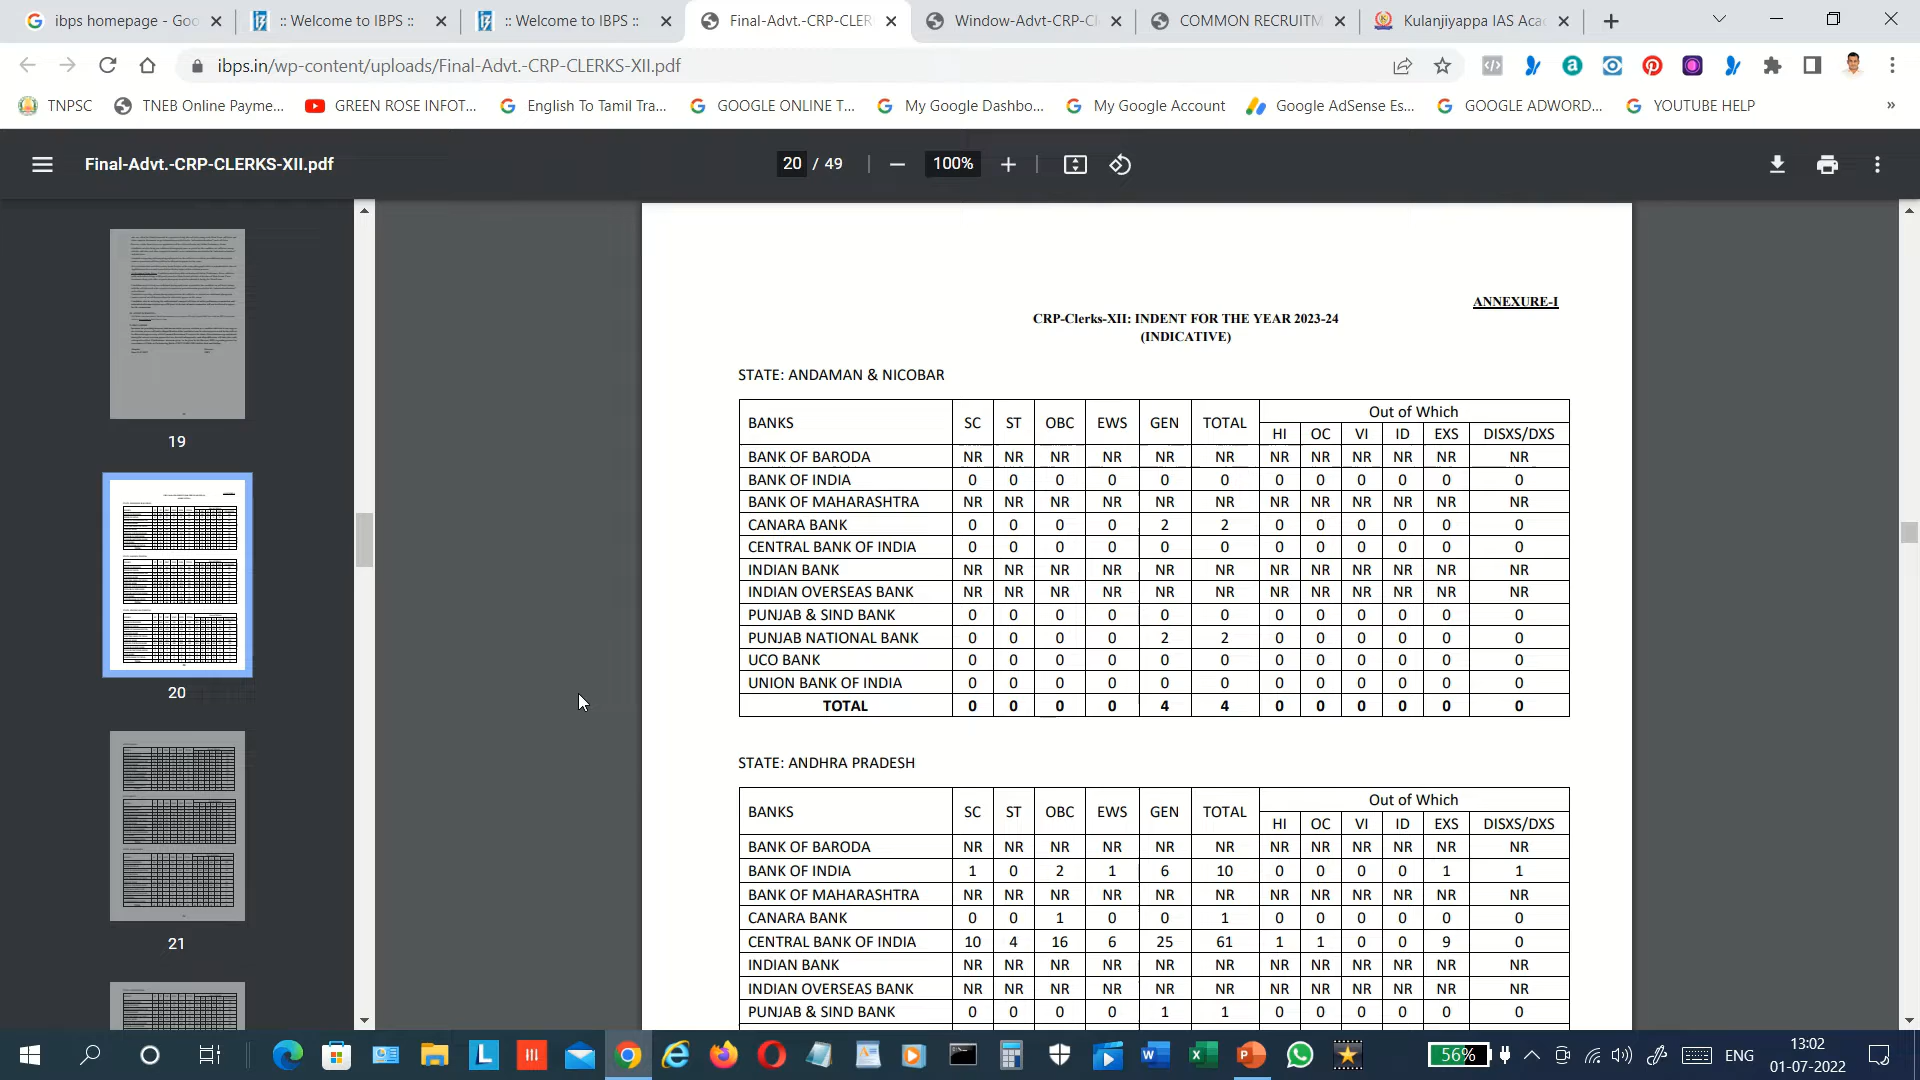 ibps homepage - Goo
:: Welcome to IBPS ::
:: Welcome to IBPS ::
Final-Advt.-CRP-CLER
Window-Advt-CRP-Cl
COMMON RECRUITM
Kulanjiyappa IAS Aca
ibps.in/wp-content/uploads/Final-Advt.-CRP-CLERKS-XII.pdf
TNPSC TNEB Online Payme... GREEN ROSE INFOT... English To Tamil Tra... GOOGLE ONLINE T... My Google Dashbo... My Google Account Google AdSense Es... GOOGLE ADWORD... YOUTUBE HELP »
Final-Advt.-CRP-CLERKS-XII.pdf 20 / 49 100%
19
20
21
ANNEXURE-I
CRP-Clerks-XII: INDENT FOR THE YEAR 2023-24
(INDICATIVE)
STATE: ANDAMAN & NICOBAR
BANKS SC ST OBC EWS GEN TOTAL Out of Which
HI OC VI ID EXS DISXS/DXS
BANK OF BARODA NR NR NR NR NR NR NR NR NR NR NR NR
BANK OF INDIA 0 0 0 0 0 0 0 0 0 0 0 0
BANK OF MAHARASHTRA NR NR NR NR NR NR NR NR NR NR NR NR
CANARA BANK 0 0 0 0 2 2 0 0 0 0 0 0
CENTRAL BANK OF INDIA 0 0 0 0 0 0 0 0 0 0 0 0
INDIAN BANK NR NR NR NR NR NR NR NR NR NR NR NR
INDIAN OVERSEAS BANK NR NR NR NR NR NR NR NR NR NR NR NR
PUNJAB & SIND BANK 0 0 0 0 0 0 0 0 0 0 0 0
PUNJAB NATIONAL BANK 0 0 0 0 2 2 0 0 0 0 0 0
UCO BANK 0 0 0 0 0 0 0 0 0 0 0 0
UNION BANK OF INDIA 0 0 0 0 0 0 0 0 0 0 0 0
TOTAL 0 0 0 0 4 4 0 0 0 0 0 0
STATE: ANDHRA PRADESH
BANKS SC ST OBC EWS GEN TOTAL Out of Which
HI OC VI ID EXS DISXS/DXS
BANK OF BARODA NR NR NR NR NR NR NR NR NR NR NR NR
BANK OF INDIA 1 0 2 1 6 10 0 0 0 0 1 1
BANK OF MAHARASHTRA NR NR NR NR NR NR NR NR NR NR NR NR
CANARA BANK 0 0 1 0 0 1 0 0 0 0 0 0
CENTRAL BANK OF INDIA 10 4 16 6 25 61 1 1 0 0 9 0
INDIAN BANK NR NR NR NR NR NR NR NR NR NR NR NR
INDIAN OVERSEAS BANK NR NR NR NR NR NR NR NR NR NR NR NR
PUNJAB & SIND BANK 0 0 0 0 1 1 0 0 0 0 0 0
56% ENG 13:02
01-07-2022